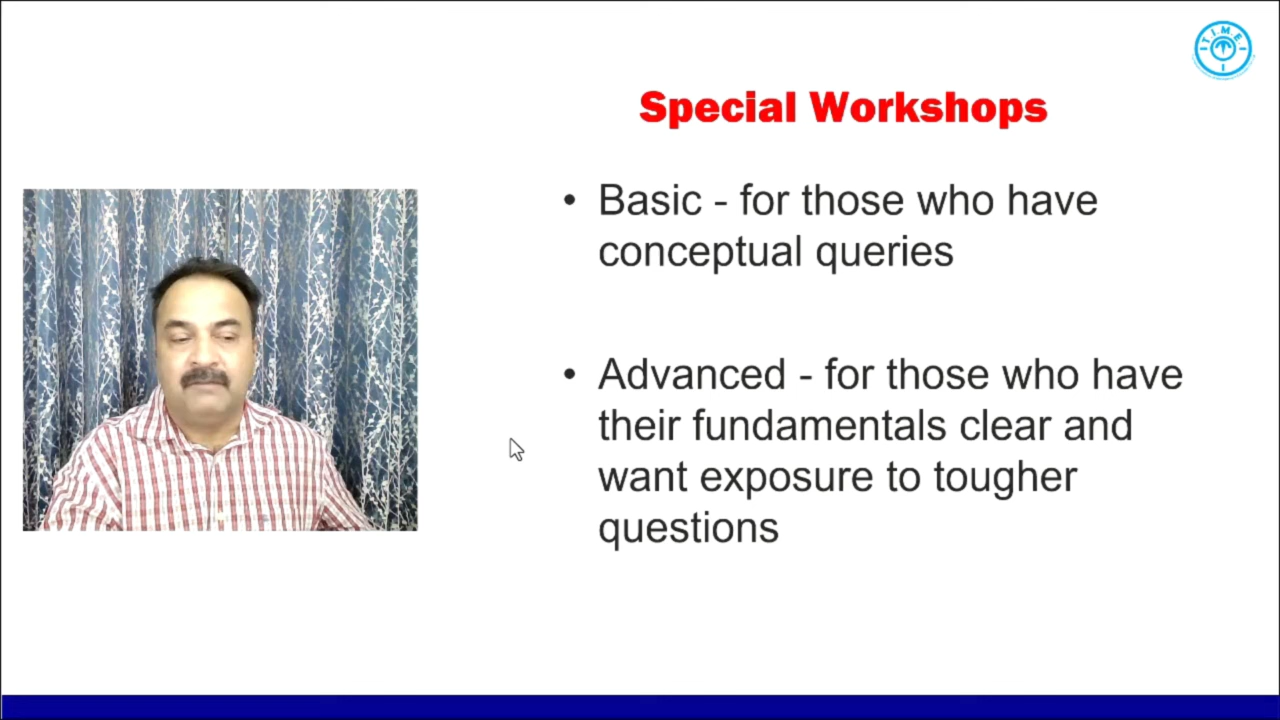 T.I.M.E.
Special Workshops
• Basic - for those who have
conceptual queries
• Advanced - for those who have
their fundamentals clear and
want exposure to tougher
questions